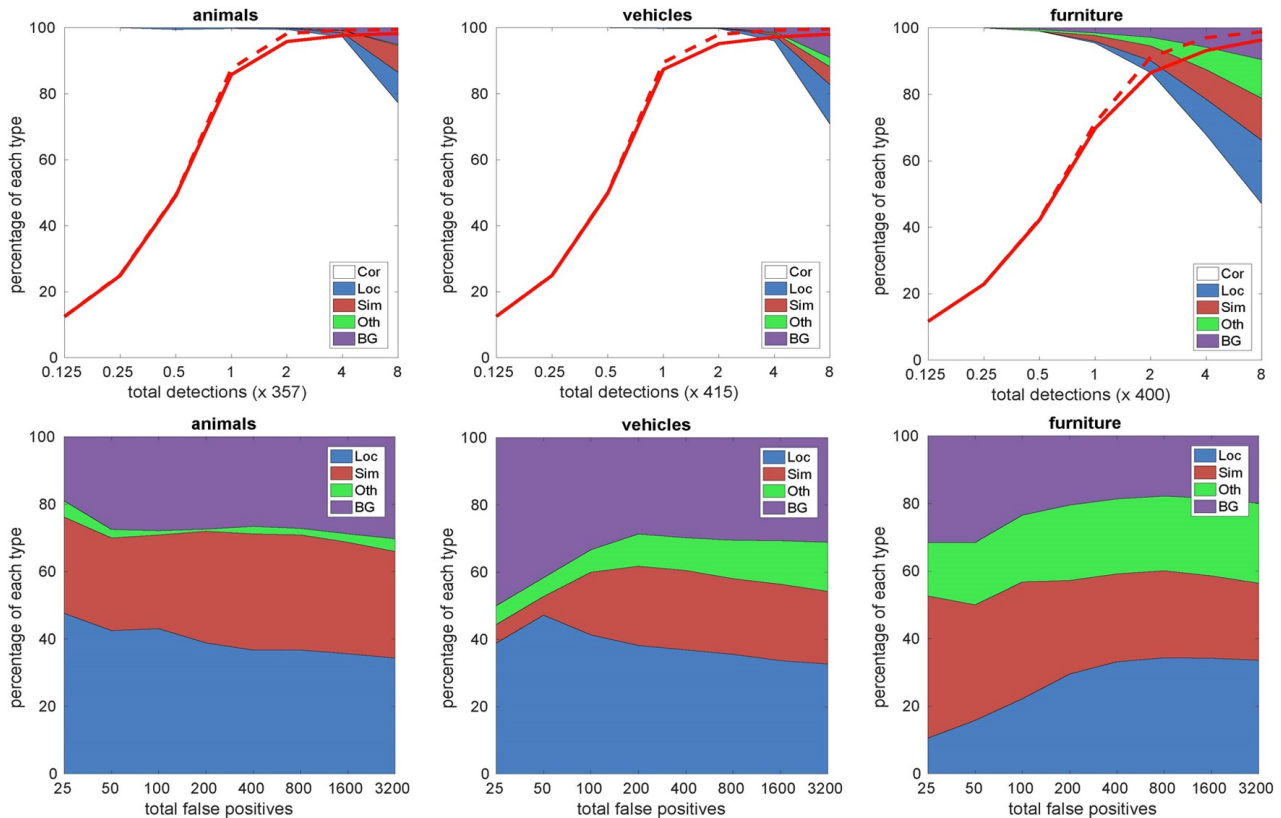 animals
percentage of each type
100
80
60
40
20
0
Cor
Loc
Sim
Oth
BG
0.125 0.25 0.5 1 2 4 8
total detections (x 357)
vehicles
percentage of each type
100
80
60
40
20
0
Cor
Loc
Sim
Oth
BG
0.125 0.25 0.5 1 2 4 8
total detections (x 415)
furniture
percentage of each type
100
80
60
40
20
0
Cor
Loc
Sim
Oth
BG
0.125 0.25 0.5 1 2 4 8
total detections (x 400)
animals
percentage of each type
100
80
60
40
20
0
Loc
Sim
Oth
BG
25 50 100 200 400 800 1600 3200
total false positives
vehicles
percentage of each type
100
80
60
40
20
0
Loc
Sim
Oth
BG
25 50 100 200 400 800 1600 3200
total false positives
furniture
percentage of each type
100
80
60
40
20
0
Loc
Sim
Oth
BG
25 50 100 200 400 800 1600 3200
total false positives